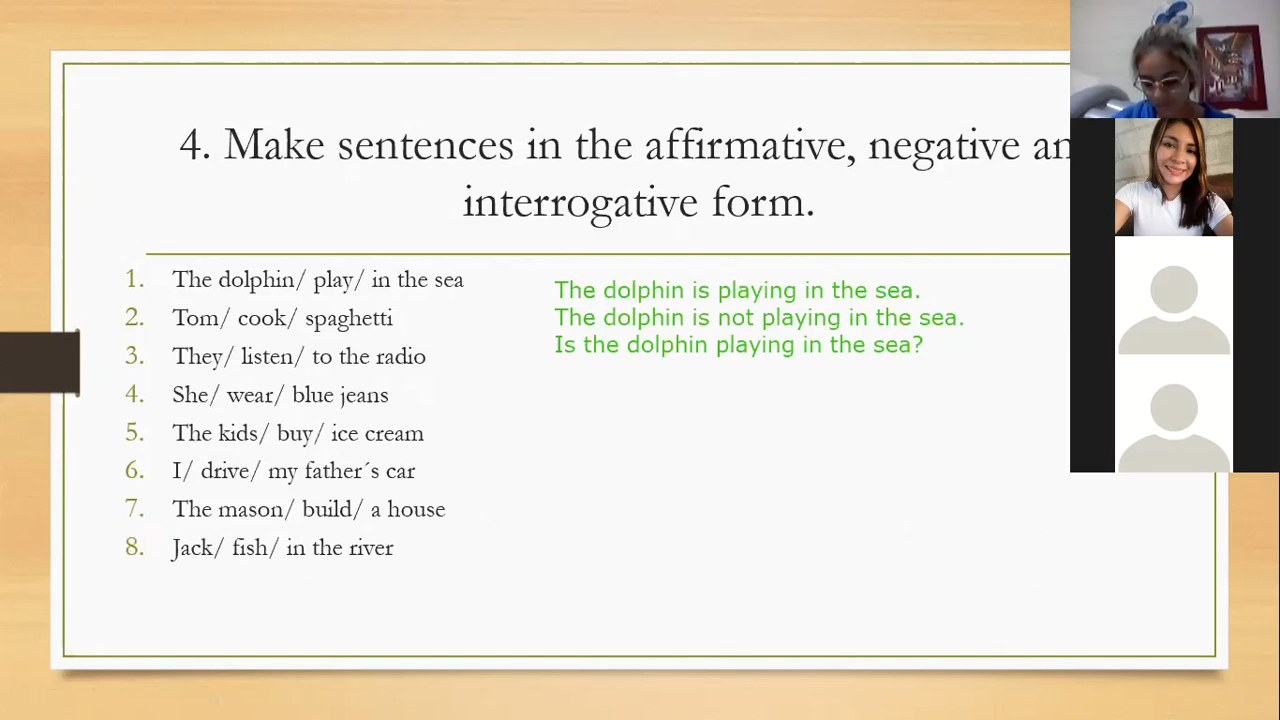 4. Make sentences in the affirmative, negative an
interrogative form.
1. The dolphin/ play/ in the sea
2. Tom/ cook/ spaghetti
3. They/ listen/ to the radio
4. She/ wear/ blue jeans
5. The kids/ buy/ ice cream
6. I/ drive/ my father´s car
7. The mason/ build/ a house
8. Jack/ fish/ in the river
The dolphin is playing in the sea.
The dolphin is not playing in the sea.
Is the dolphin playing in the sea?